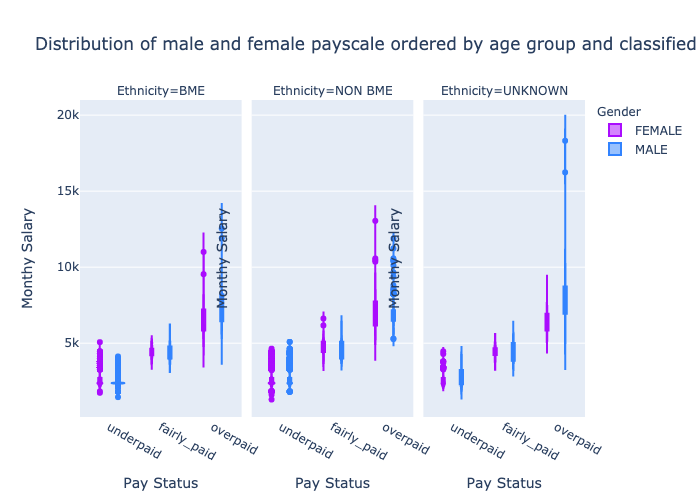 Distribution of male and female payscale ordered by age group and classified
Ethnicity=BME
Ethnicity=NON BME
Ethnicity=UNKNOWN
Gender
FEMALE
MALE
20k
15k
10k
5k
Monthy Salary
Monthy Salary
underpaid
fairly_paid
overpaid
underpaid
fairly_paid
overpaid
underpaid
fairly_paid
overpaid
Pay Status
Pay Status
Pay Status